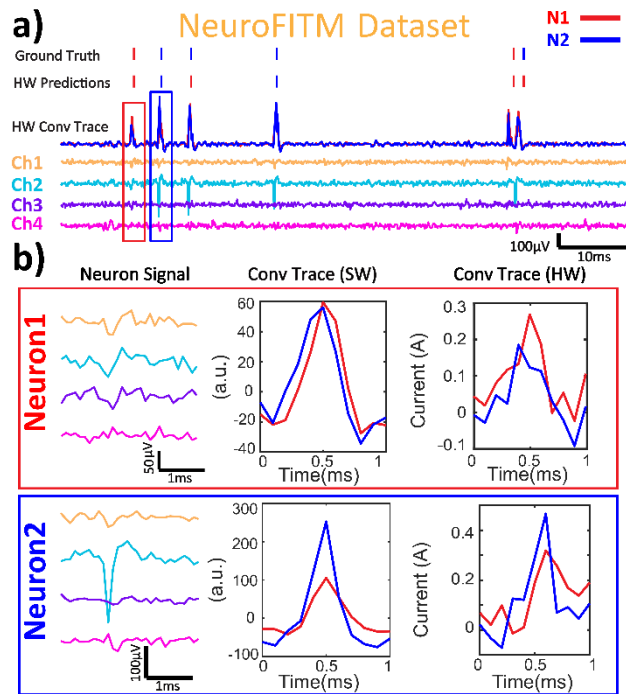 a) NeuroFITM Dataset
N1
N2
Ground Truth
HW Predictions
HW Conv Trace
Ch1
Ch2
Ch3
Ch4
100µV
10ms
b)
Neuron Signal
Conv Trace (SW)
Conv Trace (HW)
Neuron1
50µV
1ms
(a.u.)
60
40
20
0
-20
-40
0
0.5
1
Time(ms)
Current (A)
0.3
0.2
0.1
0
-0.1
0
0.5
1
Time(ms)
Neuron2
100µV
1ms
(a.u.)
300
200
100
0
-100
0
0.5
1
Time(ms)
Current (A)
0.4
0.2
0
0
0.5
1
Time(ms)